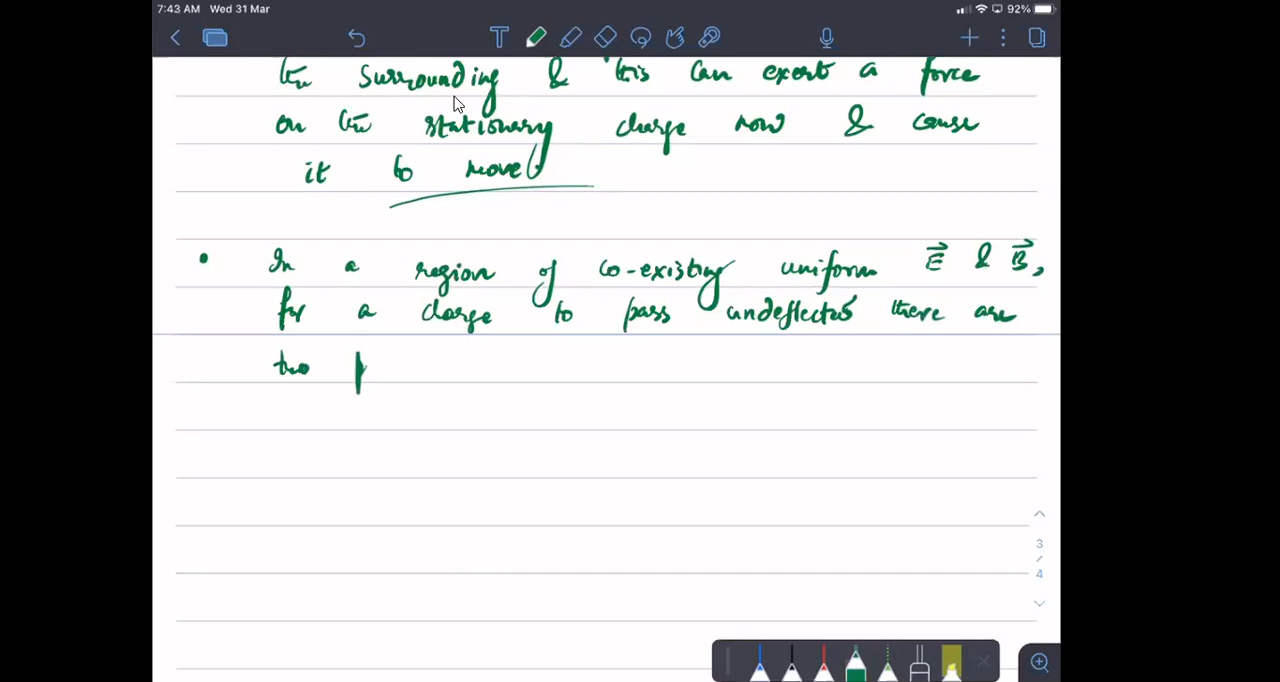 7:43 AM Wed 31 Mar
92%
the surrounding & this can exert a force
on the stationary charge now & cause
it to move
• In a region of co-existing uniform E⃗ & B⃗,
for a charge to pass undeflected there are
two
3
/
4